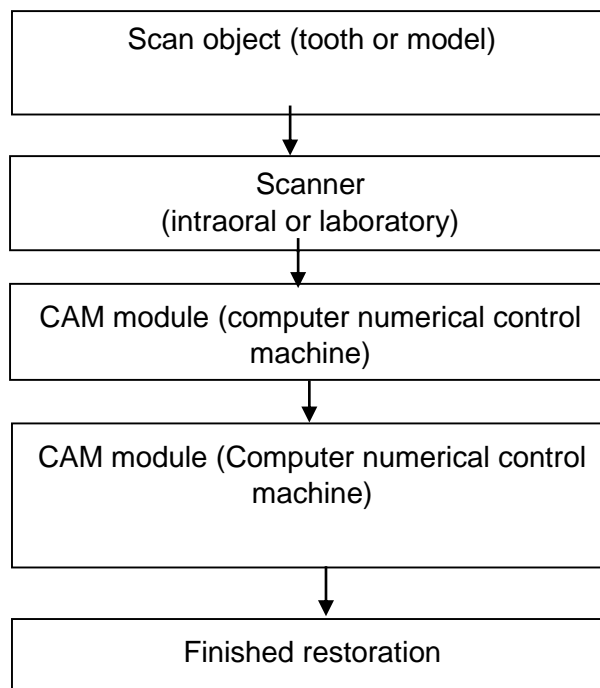 Scan object (tooth or model)
Scanner
(intraoral or laboratory)
CAM module (computer numerical control
machine)
CAM module (Computer numerical control
machine)
Finished restoration